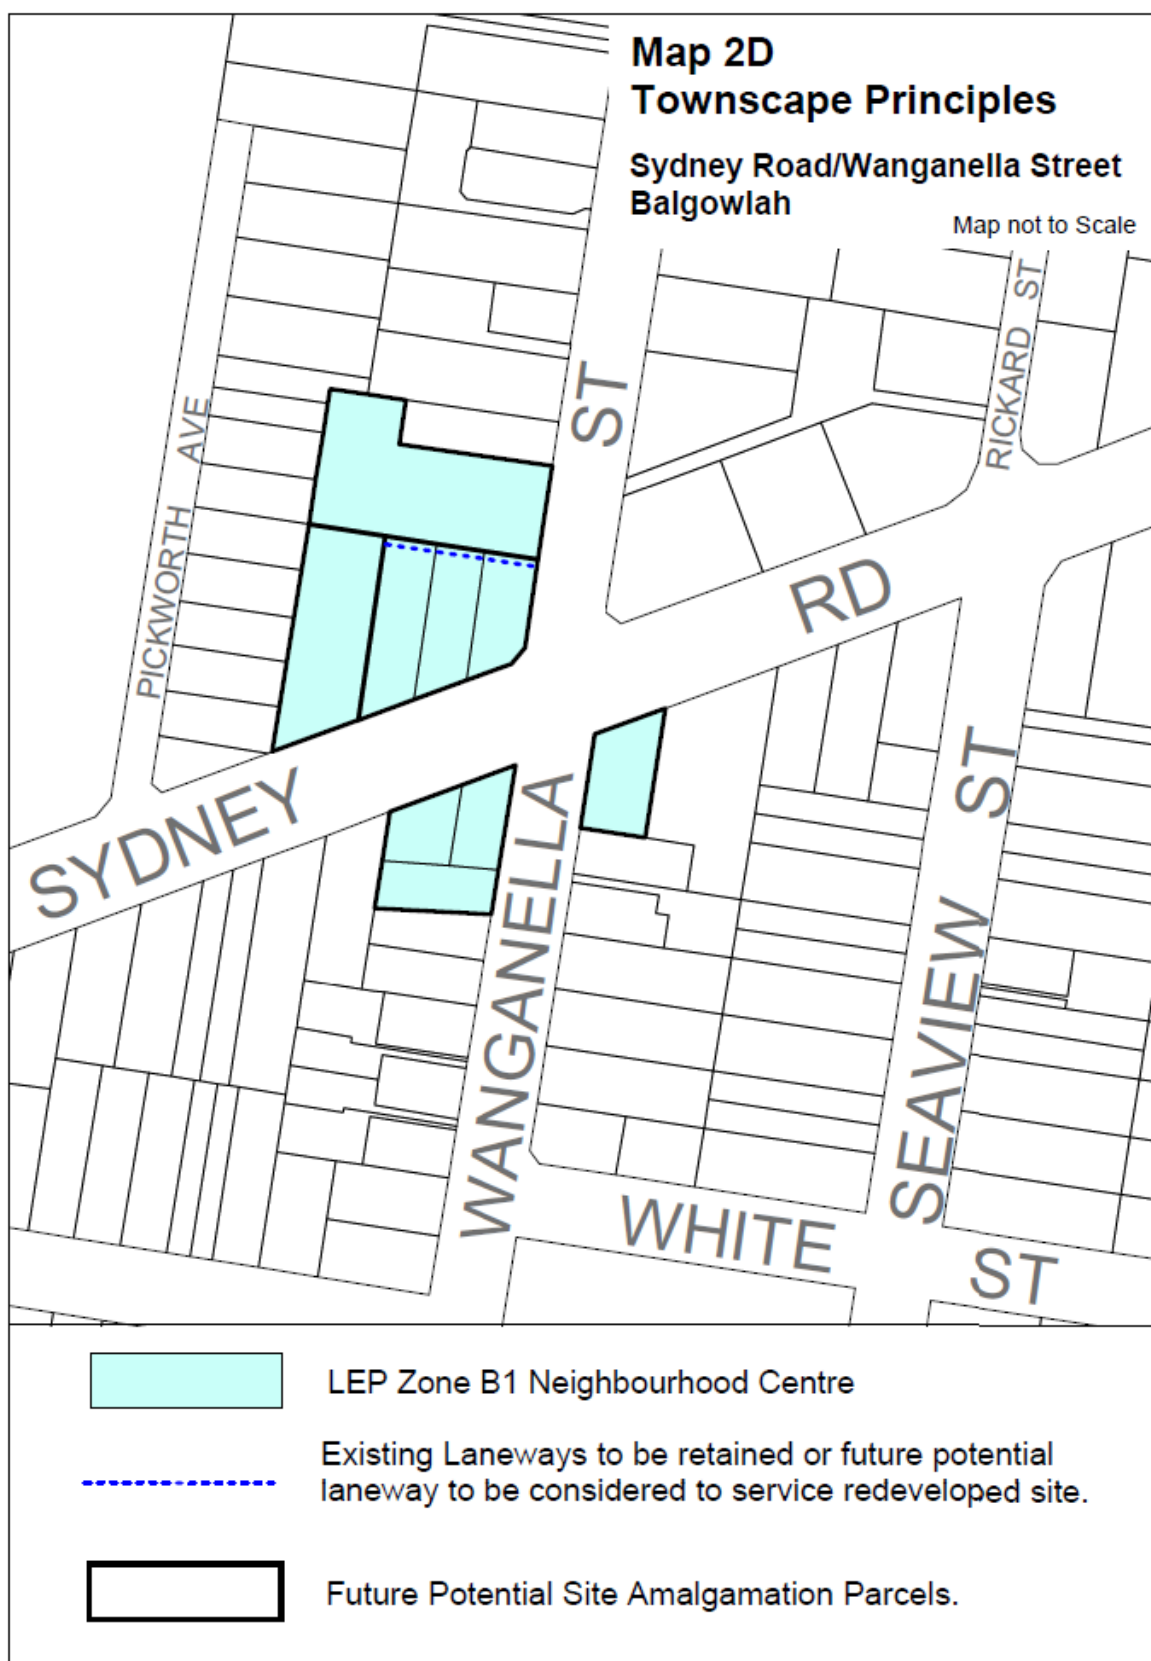 Map 2D
Townscape Principles
Sydney Road/Wanganella Street
Balgowlah
Map not to Scale
RICKARD ST
ST
PICKWORTH AVE
RD
SYDNEY
WANGANELLA
SEAVIEW ST
WHITE ST
LEP Zone B1 Neighbourhood Centre
Existing Laneways to be retained or future potential
laneway to be considered to service redeveloped site.
Future Potential Site Amalgamation Parcels.